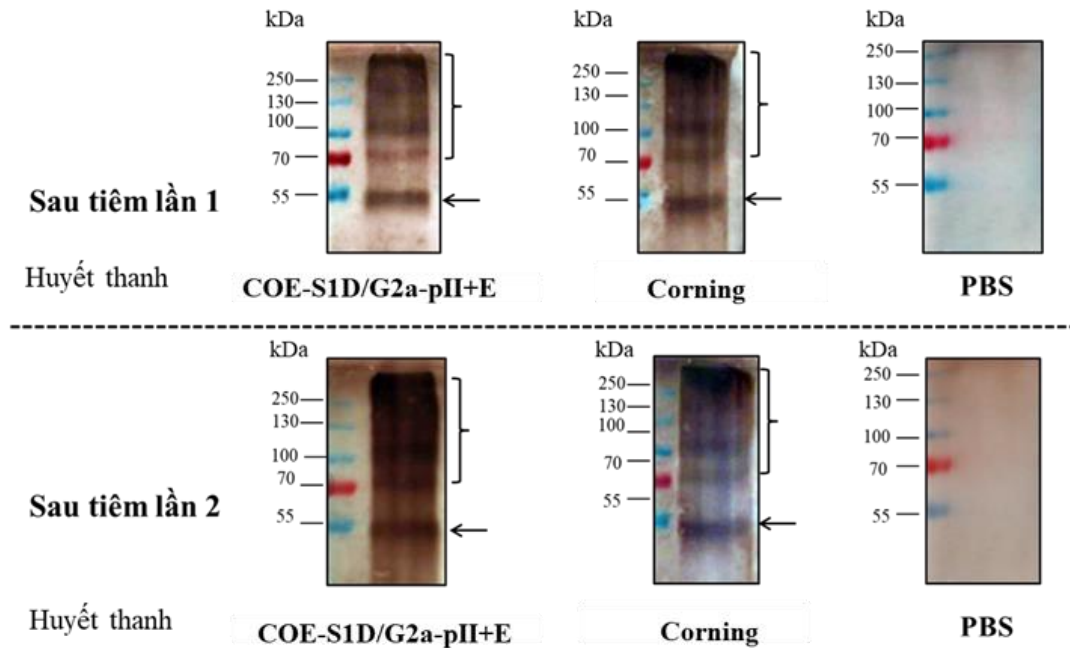 kDa
250
130
100
70
55
kDa
250
130
100
70
55
kDa
250
130
100
70
55
Sau tiêm lần 1
Huyết thanh
COE-S1D/G2a-pII+E
Corning
PBS
kDa
250
130
100
70
55
kDa
250
130
100
70
55
kDa
250
130
100
70
55
Sau tiêm lần 2
Huyết thanh
COE-S1D/G2a-pII+E
Corning
PBS